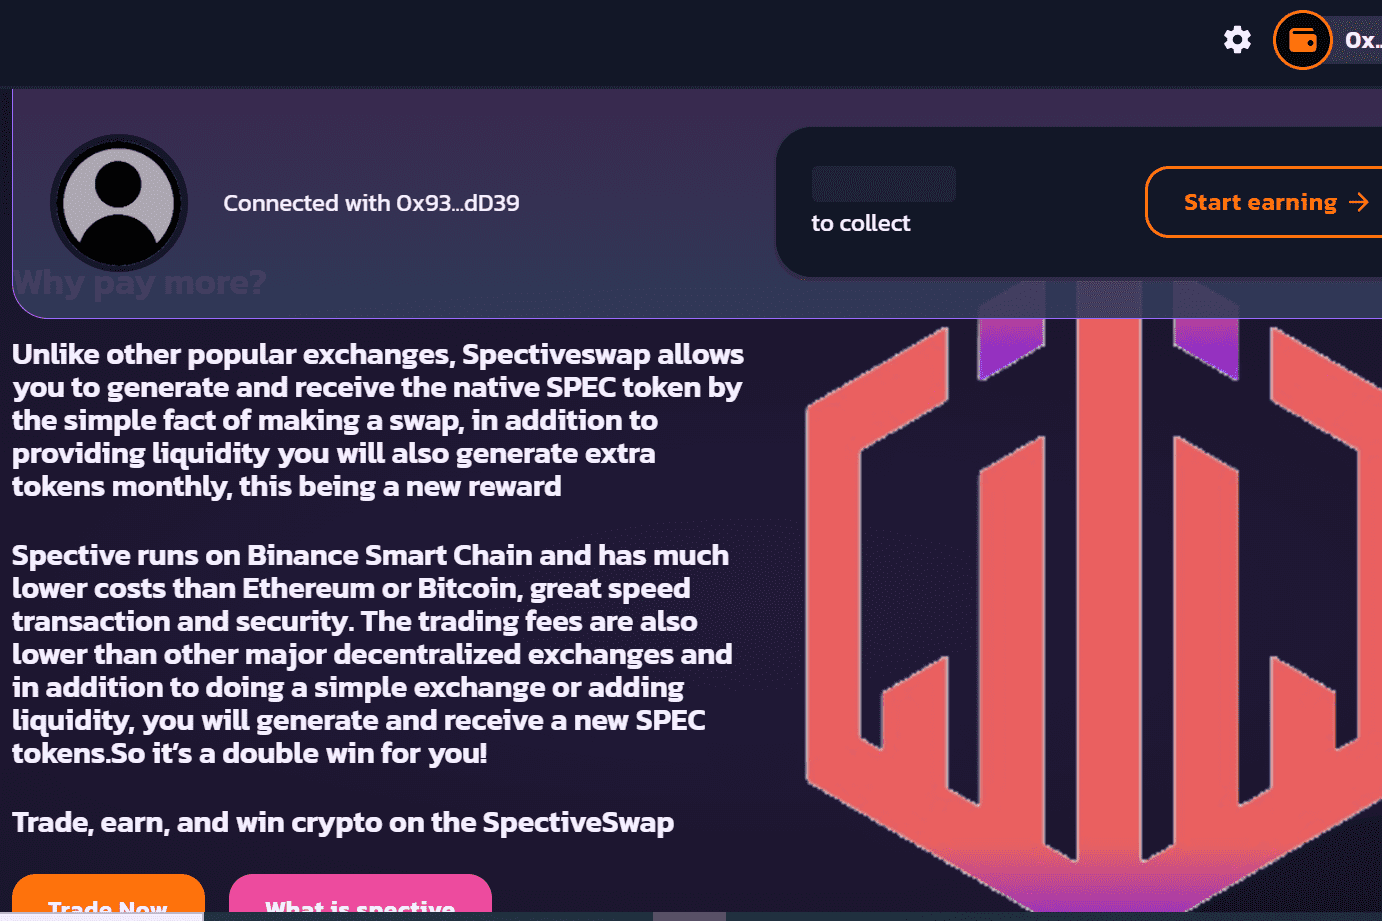 0x...
Connected with 0x93...dD39
to collect
Start earning →
Why pay more?
Unlike other popular exchanges, Spectiveswap allows
you to generate and receive the native SPEC token by
the simple fact of making a swap, in addition to
providing liquidity you will also generate extra
tokens monthly, this being a new reward
Spective runs on Binance Smart Chain and has much
lower costs than Ethereum or Bitcoin, great speed
transaction and security. The trading fees are also
lower than other major decentralized exchanges and
in addition to doing a simple exchange or adding
liquidity, you will generate and receive a new SPEC
tokens.So it’s a double win for you!
Trade, earn, and win crypto on the SpectiveSwap
Trade Now
What is spective